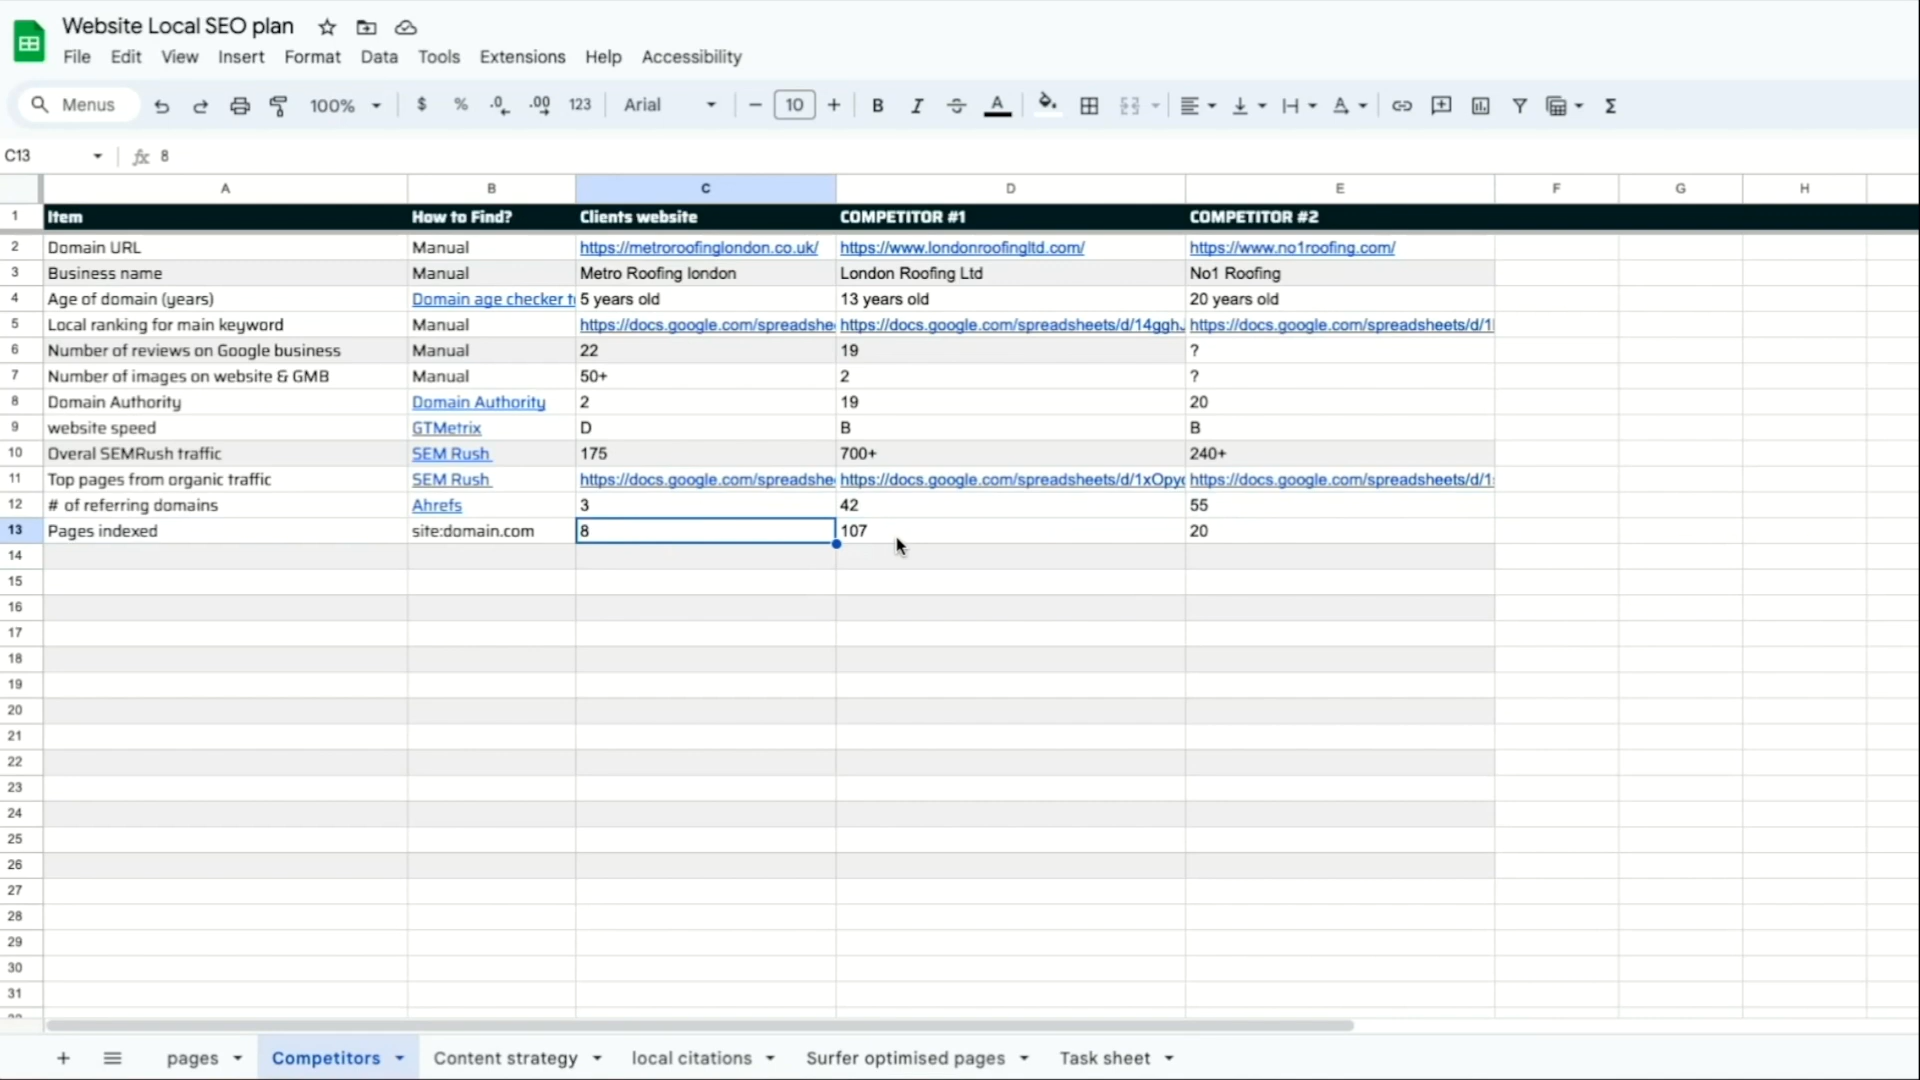 Website Local SEO plan
File Edit View Insert Format Data Tools Extensions Help Accessibility
Menus 100% $ % .0 .00 123 Arial 10 B I A Σ
C13 fx 8
A B C D E F G H
1 Item How to Find? Clients website COMPETITOR #1 COMPETITOR #2
2 Domain URL Manual https://metroroofinglondon.co.uk/ https://www.londonroofingltd.com/ https://www.no1roofing.com/
3 Business name Manual Metro Roofing london London Roofing Ltd No1 Roofing
4 Age of domain (years) Domain age checker t 5 years old 13 years old 20 years old
5 Local ranking for main keyword Manual https://docs.google.com/spreadshe https://docs.google.com/spreadsheets/d/14ggh https://docs.google.com/spreadsheets/d/1
6 Number of reviews on Google business Manual 22 19 ?
7 Number of images on website & GMB Manual 50+ 2 ?
8 Domain Authority Domain Authority 2 19 20
9 website speed GTMetrix D B B
10 Overal SEMRush traffic SEM Rush 175 700+ 240+
11 Top pages from organic traffic SEM Rush https://docs.google.com/spreadshe https://docs.google.com/spreadsheets/d/1xOpy https://docs.google.com/spreadsheets/d/1
12 # of referring domains Ahrefs 3 42 55
13 Pages indexed site:domain.com 8 107 20
14
15
16
17
18
19
20
21
22
23
24
25
26
27
28
29
30
31
pages Competitors Content strategy local citations Surfer optimised pages Task sheet